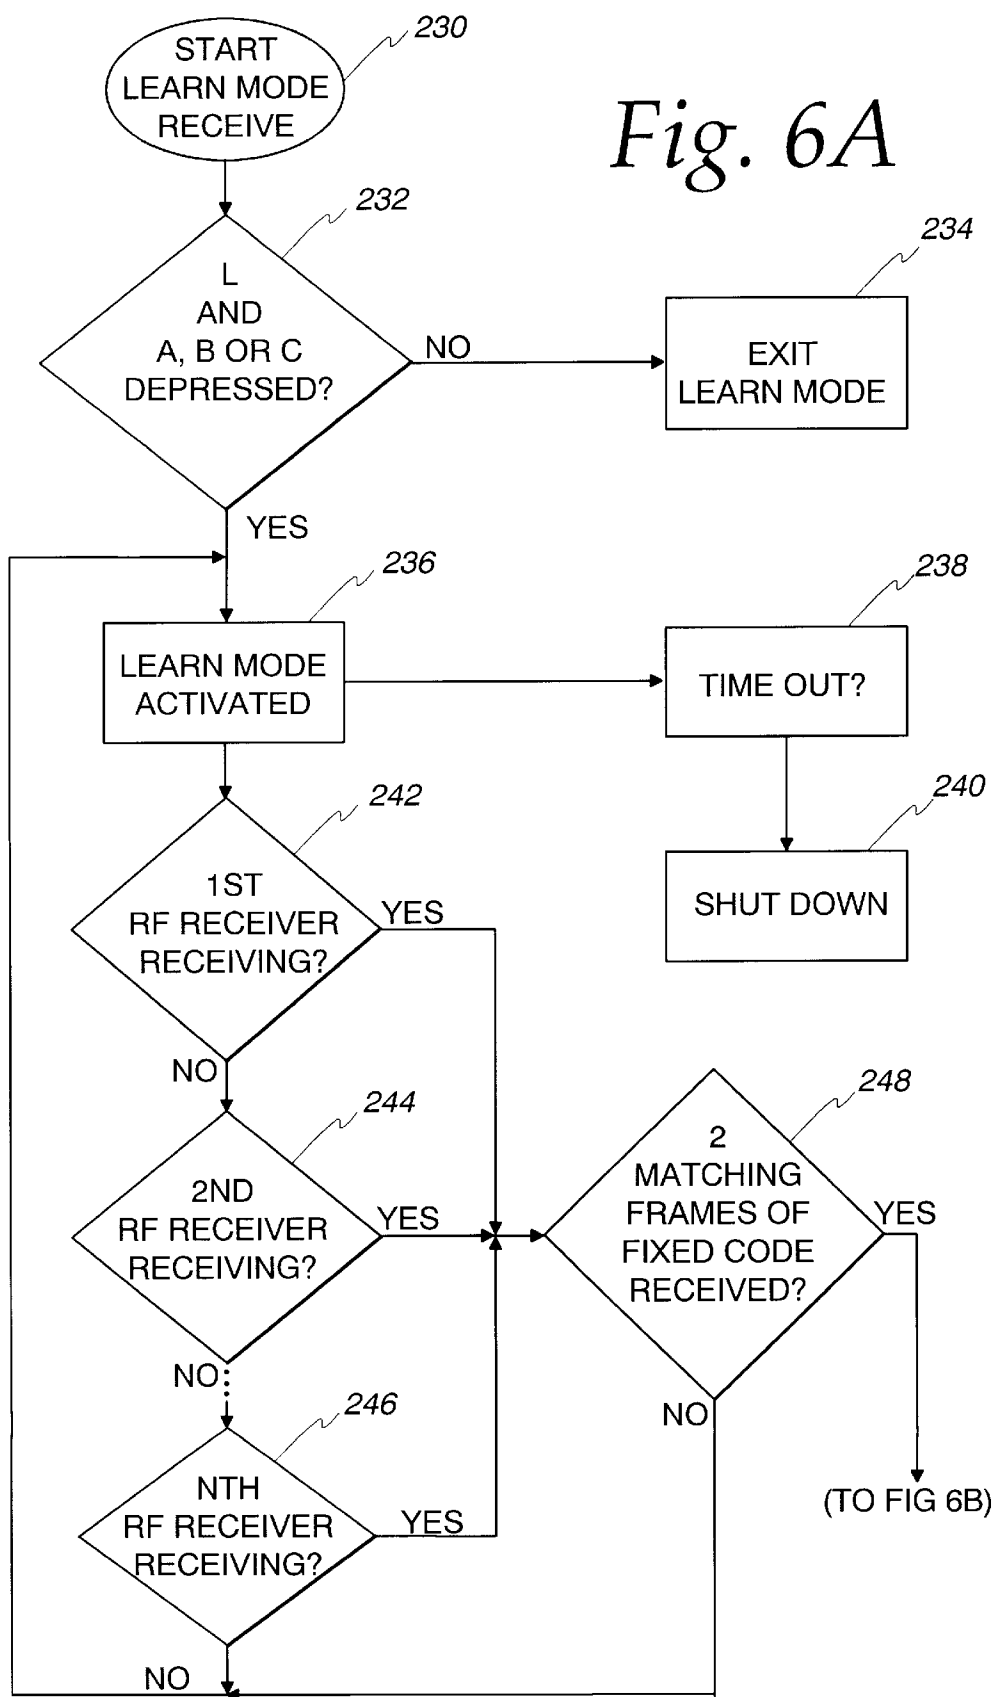 START
LEARN MODE
RECEIVE
230
Fig. 6A
232
L
AND
A, B OR C
DEPRESSED?
NO
234
EXIT
LEARN MODE
YES
236
LEARN MODE
ACTIVATED
238
TIME OUT?
240
SHUT DOWN
242
1ST
RF RECEIVER
RECEIVING?
YES
NO
244
2ND
RF RECEIVER
RECEIVING?
YES
NO
246
NTH
RF RECEIVER
RECEIVING?
YES
NO
248
2
MATCHING
FRAMES OF
FIXED CODE
RECEIVED?
YES
NO
(TO FIG 6B)